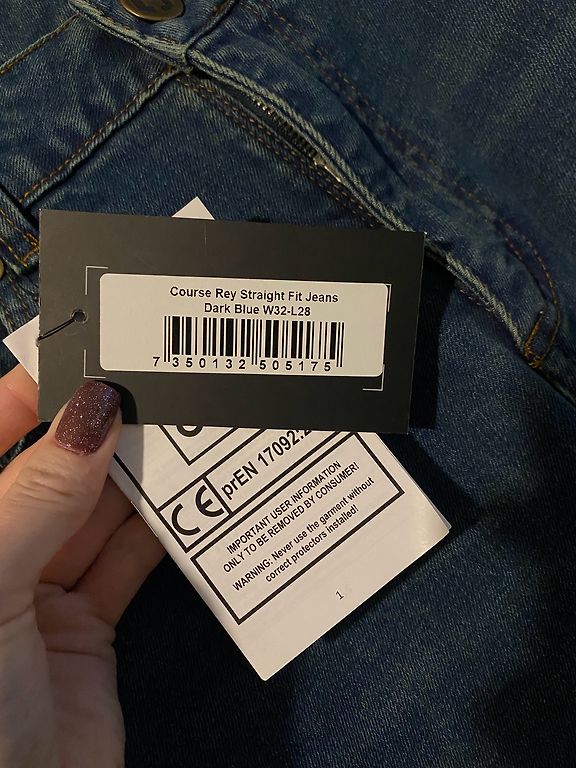 Course Rey Straight Fit Jeans
Dark Blue W32-L28
7 350132 505175
CE prEN 17092:2
IMPORTANT USER INFORMATION
ONLY TO BE REMOVED BY CONSUMER!
WARNING: Never use the garment without
correct protectors installed!
1